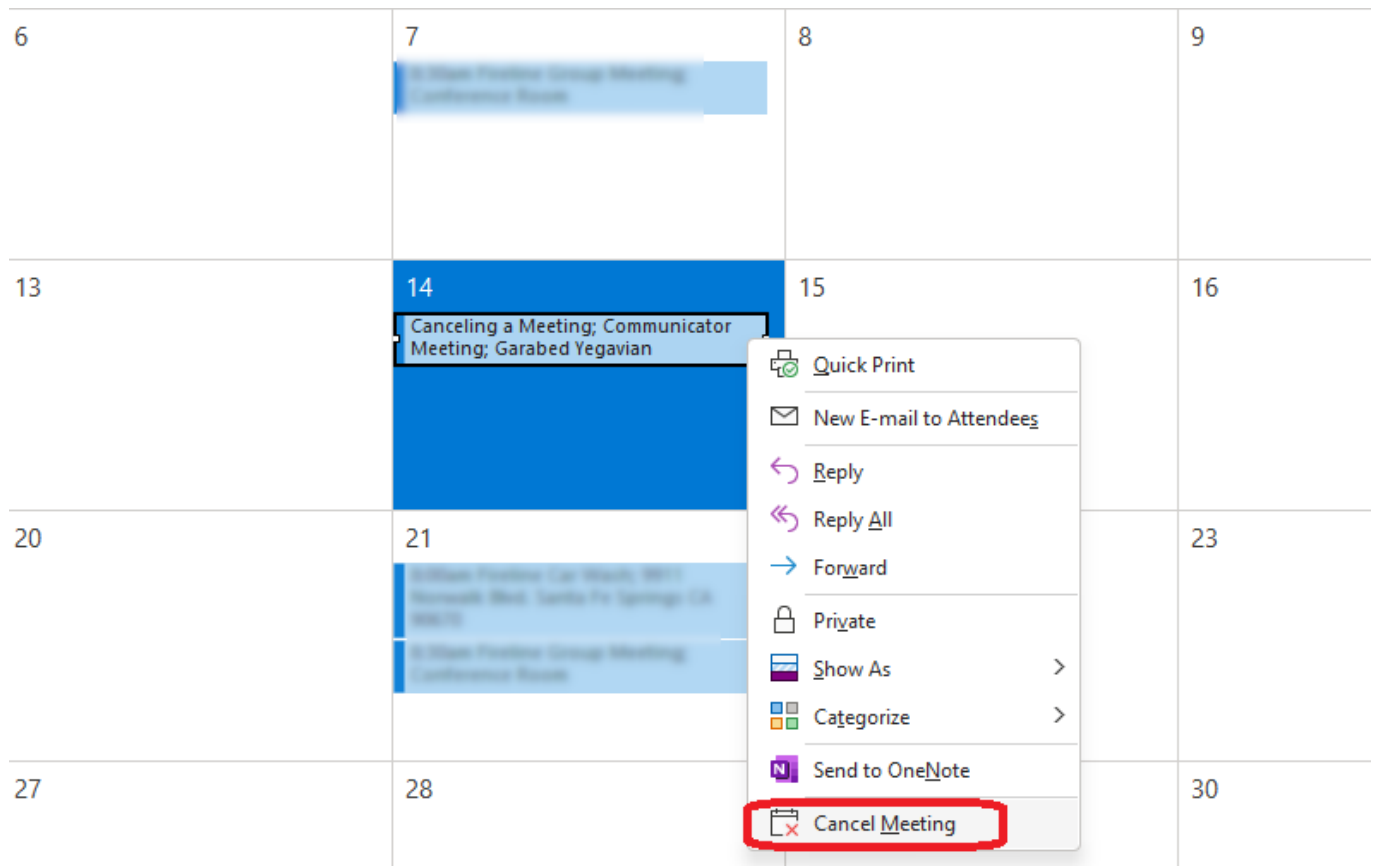 6
7
8
9
13
14
15
16
Canceling a Meeting; Communicator
Meeting; Garabed Yegavian
Quick Print
New E-mail to Attendees
Reply
Reply All
Forward
Private
Show As
Categorize
Send to OneNote
Cancel Meeting
20
21
23
27
28
30